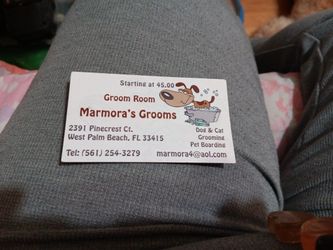 Starting at 45.00
Groom Room
Marmora's Grooms
2391 Pinecrest Ct.
West Palm Beach, FL 33415
Dog & Cat
Grooming
Pet Boarding
Tel: (561) 254-3279
marmora4@aol.com